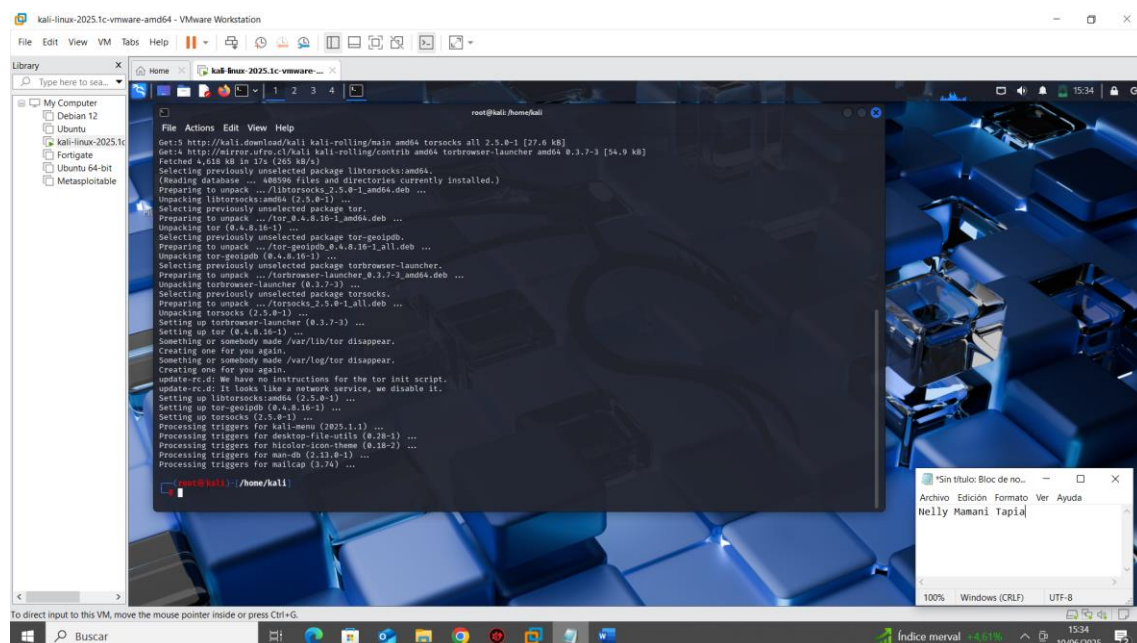 kali-linux-2025.1c-vmware-amd64 - VMware Workstation
File Edit View VM Tabs Help
Library
Type here to sea...
My Computer
Debian 12
Ubuntu
kali-linux-2025.1c
Fortigate
Ubuntu 64-bit
Metasploitable
Home
kali-linux-2025.1c-vmware-...
1 2 3 4
15:34
root@kali: /home/kali
File Actions Edit View Help
Get:5 http://kali.download/kali kali-rolling/main amd64 torsocks all 2.5.0-1 [27.6 kB]
Get:4 http://mirror.ufro.cl/kali kali-rolling/contrib amd64 torbrowser-launcher amd64 0.3.7-3 [54.9 kB]
Fetched 4,618 kB in 17s (265 kB/s)
Selecting previously unselected package libtorsocks:amd64.
(Reading database ... 408596 files and directories currently installed.)
Preparing to unpack .../libtorsocks_2.5.0-1_amd64.deb ...
Unpacking libtorsocks:amd64 (2.5.0-1) ...
Selecting previously unselected package tor.
Preparing to unpack .../tor_0.4.8.16-1_amd64.deb ...
Unpacking tor (0.4.8.16-1) ...
Selecting previously unselected package tor-geoipdb.
Preparing to unpack .../tor-geoipdb_0.4.8.16-1_all.deb ...
Unpacking tor-geoipdb (0.4.8.16-1) ...
Selecting previously unselected package torbrowser-launcher.
Preparing to unpack .../torbrowser-launcher_0.3.7-3_amd64.deb ...
Unpacking torbrowser-launcher (0.3.7-3) ...
Selecting previously unselected package torsocks.
Preparing to unpack .../torsocks_2.5.0-1_all.deb ...
Unpacking torsocks (2.5.0-1) ...
Setting up torbrowser-launcher (0.3.7-3) ...
Setting up tor (0.4.8.16-1) ...
Something or somebody made /var/lib/tor disappear.
Creating one for you again.
Something or somebody made /var/log/tor disappear.
Creating one for you again.
update-rc.d: We have no instructions for the tor init script.
update-rc.d: It looks like a network service, we disable it.
Setting up libtorsocks:amd64 (2.5.0-1) ...
Setting up tor-geoipdb (0.4.8.16-1) ...
Setting up torsocks (2.5.0-1) ...
Processing triggers for kali-menu (2025.1.1) ...
Processing triggers for desktop-file-utils (0.28-1) ...
Processing triggers for hicolor-icon-theme (0.18-2) ...
Processing triggers for man-db (2.13.0-1) ...
Processing triggers for mailcap (3.74) ...
(root㉿kali)-[/home/kali]
#
*Sin título: Bloc de no...
Archivo Edición Formato Ver Ayuda
Nelly Mamani Tapia
100% Windows (CRLF) UTF-8
To direct input to this VM, move the mouse pointer inside or press Ctrl+G.
Buscar
Índice merval +4,61%
15:34
10/06/2025